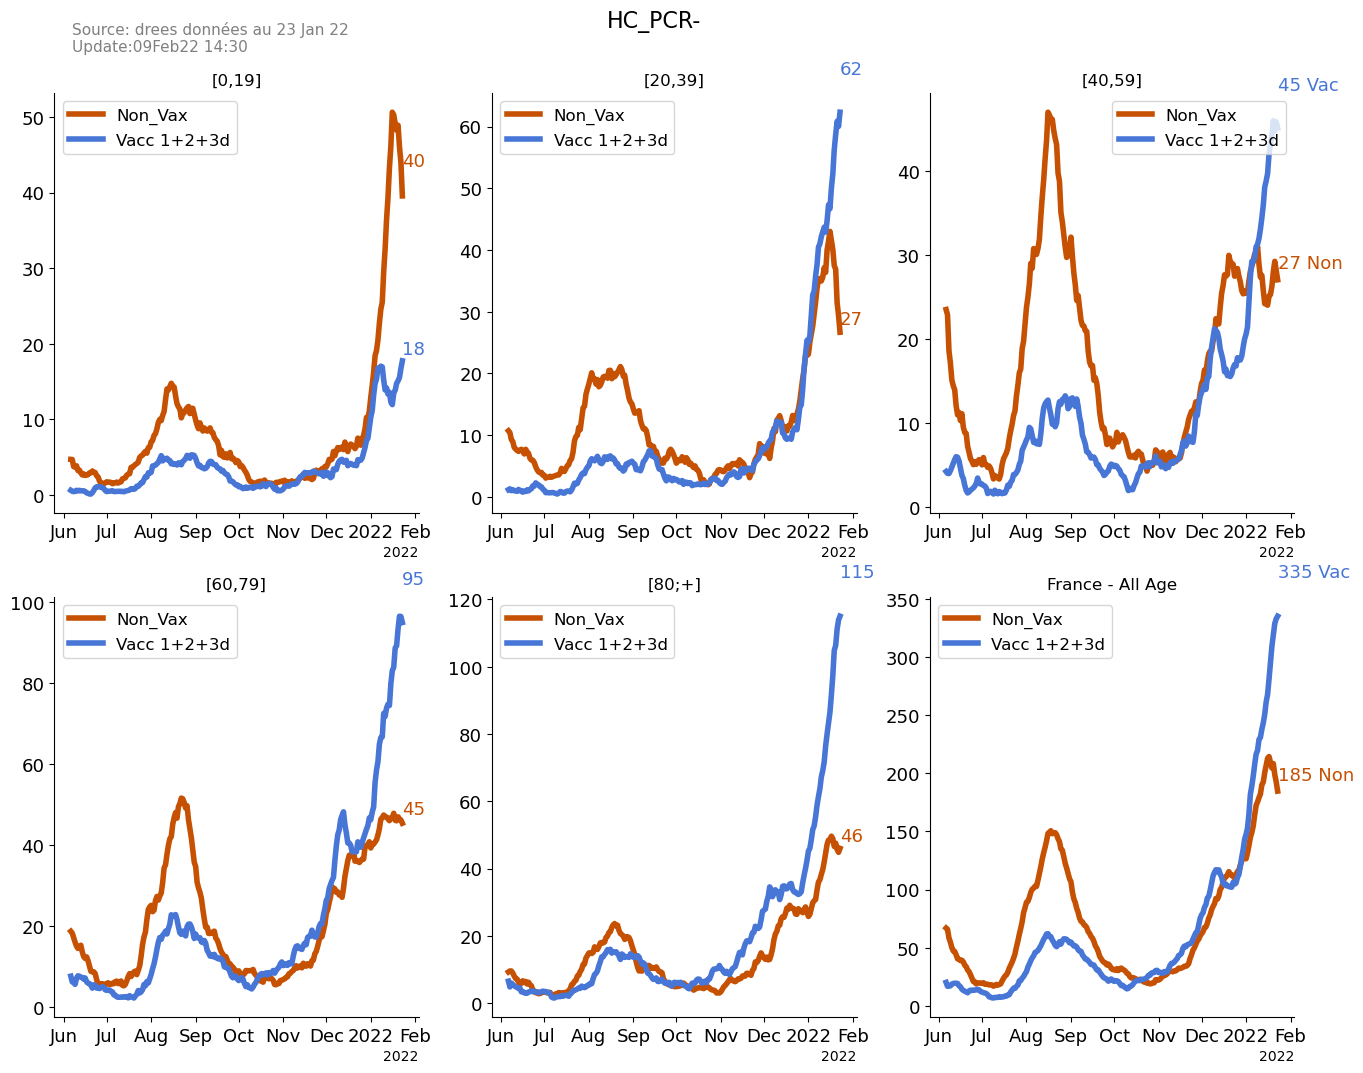 Source: drees données au 23 Jan 22
Update:09Feb22 14:30
HC_PCR-
[0,19]
Non_Vax
Vacc 1+2+3d
40
18
50
40
30
20
10
0
Jun Jul Aug Sep Oct Nov Dec 2022 Feb
2022
[20,39]
Non_Vax
Vacc 1+2+3d
62
27
60
50
40
30
20
10
0
Jun Jul Aug Sep Oct Nov Dec 2022 Feb
2022
[40,59]
Non_Vax
Vacc 1+2+3d
45 Vac
27 Non
40
30
20
10
0
Jun Jul Aug Sep Oct Nov Dec 2022 Feb
2022
[60,79]
Non_Vax
Vacc 1+2+3d
95
45
100
80
60
40
20
0
Jun Jul Aug Sep Oct Nov Dec 2022 Feb
2022
[80;+]
Non_Vax
Vacc 1+2+3d
115
46
120
100
80
60
40
20
0
Jun Jul Aug Sep Oct Nov Dec 2022 Feb
2022
France - All Age
Non_Vax
Vacc 1+2+3d
335 Vac
185 Non
350
300
250
200
150
100
50
0
Jun Jul Aug Sep Oct Nov Dec 2022 Feb
2022